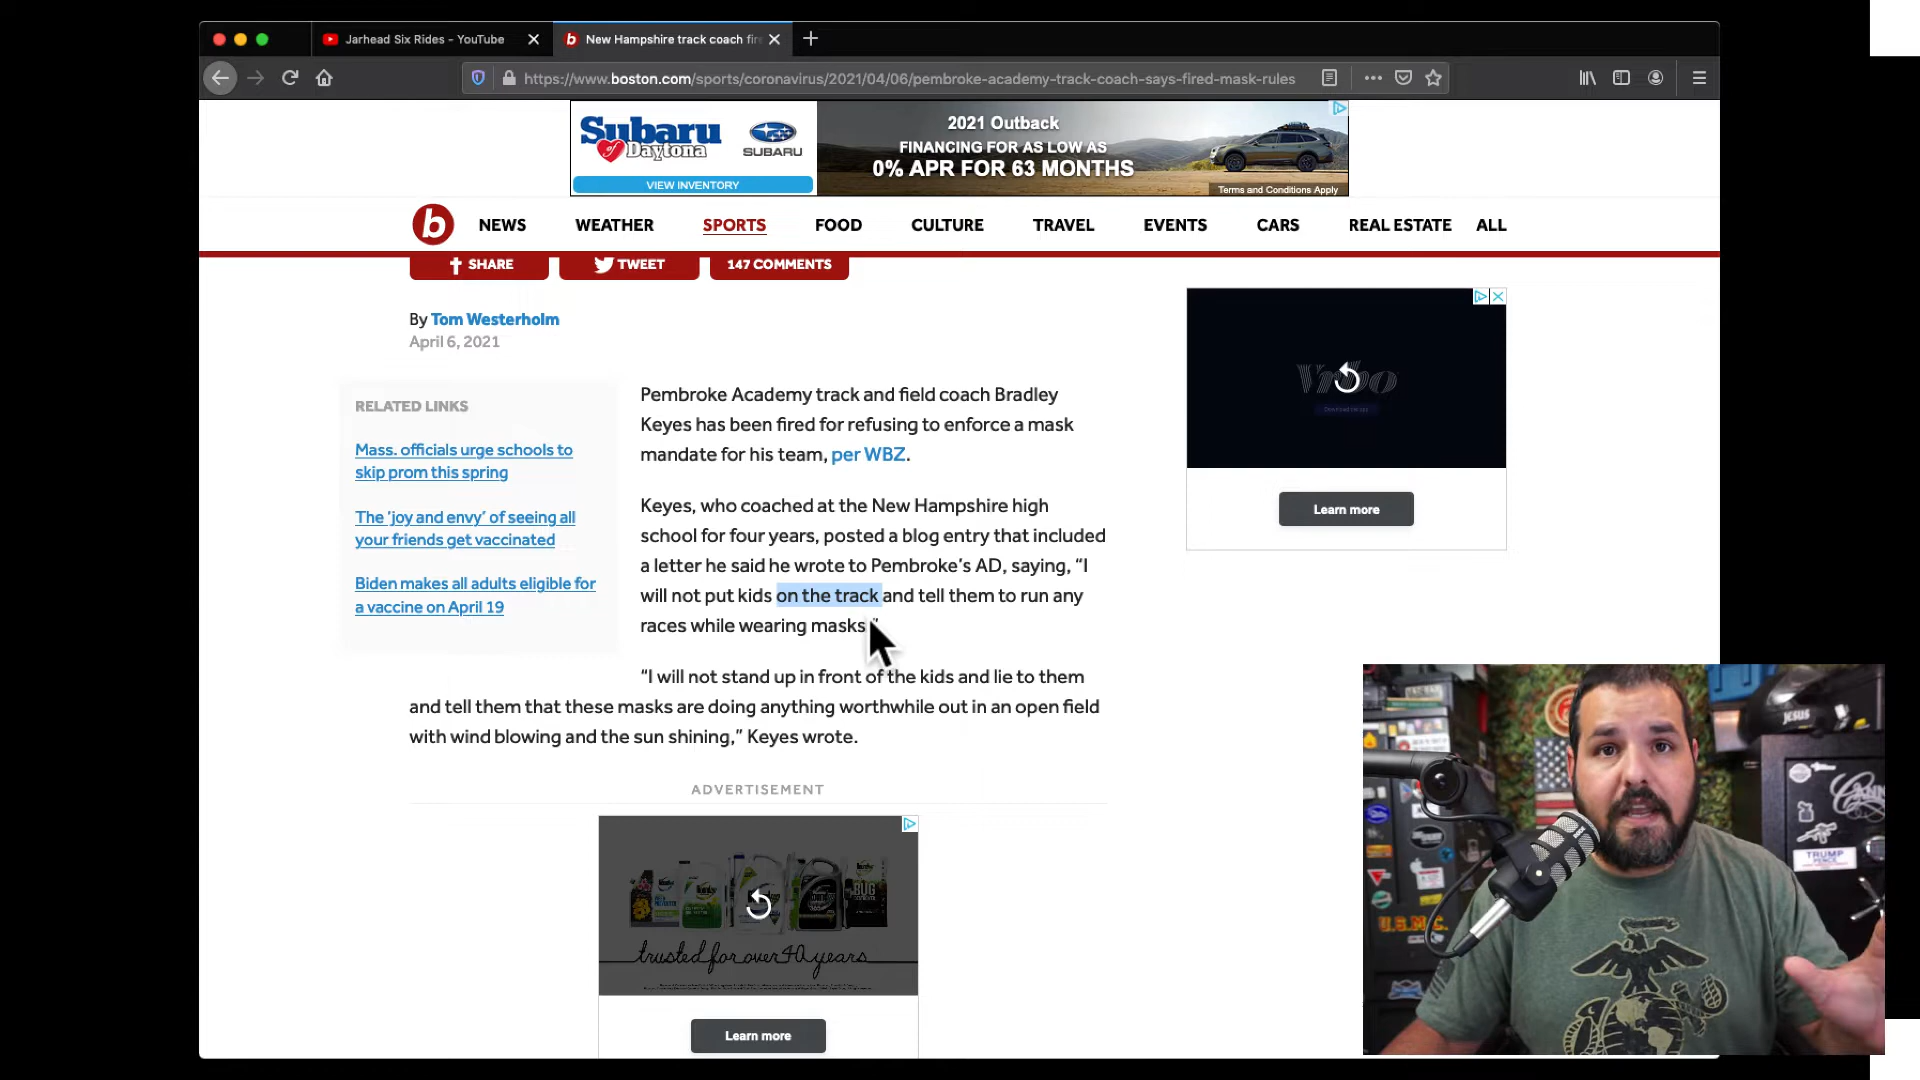 Jarhead Six Rides - YouTube
New Hampshire track coach fir
https://www.boston.com/sports/coronavirus/2021/04/06/pembroke-academy-track-coach-says-fired-mask-rules
Subaru
of Daytona
SUBARU
VIEW INVENTORY
2021 Outback
FINANCING FOR AS LOW AS
0% APR FOR 63 MONTHS
Terms and Conditions Apply
b NEWS WEATHER SPORTS FOOD CULTURE TRAVEL EVENTS CARS REAL ESTATE ALL
SHARE TWEET 147 COMMENTS
By Tom Westerholm
April 6, 2021
RELATED LINKS
Mass. officials urge schools to
skip prom this spring
The 'joy and envy' of seeing all
your friends get vaccinated
Biden makes all adults eligible for
a vaccine on April 19
Pembroke Academy track and field coach Bradley
Keyes has been fired for refusing to enforce a mask
mandate for his team, per WBZ.
Keyes, who coached at the New Hampshire high
school for four years, posted a blog entry that included
a letter he said he wrote to Pembroke's AD, saying, “I
will not put kids on the track and tell them to run any
races while wearing masks”
“I will not stand up in front of the kids and lie to them
and tell them that these masks are doing anything worthwhile out in an open field
with wind blowing and the sun shining,” Keyes wrote.
ADVERTISEMENT
trusted for over 40 years
Learn more
Vrbo
Learn more
JESUS
TRUMP
PENCE
U.S.M.C.